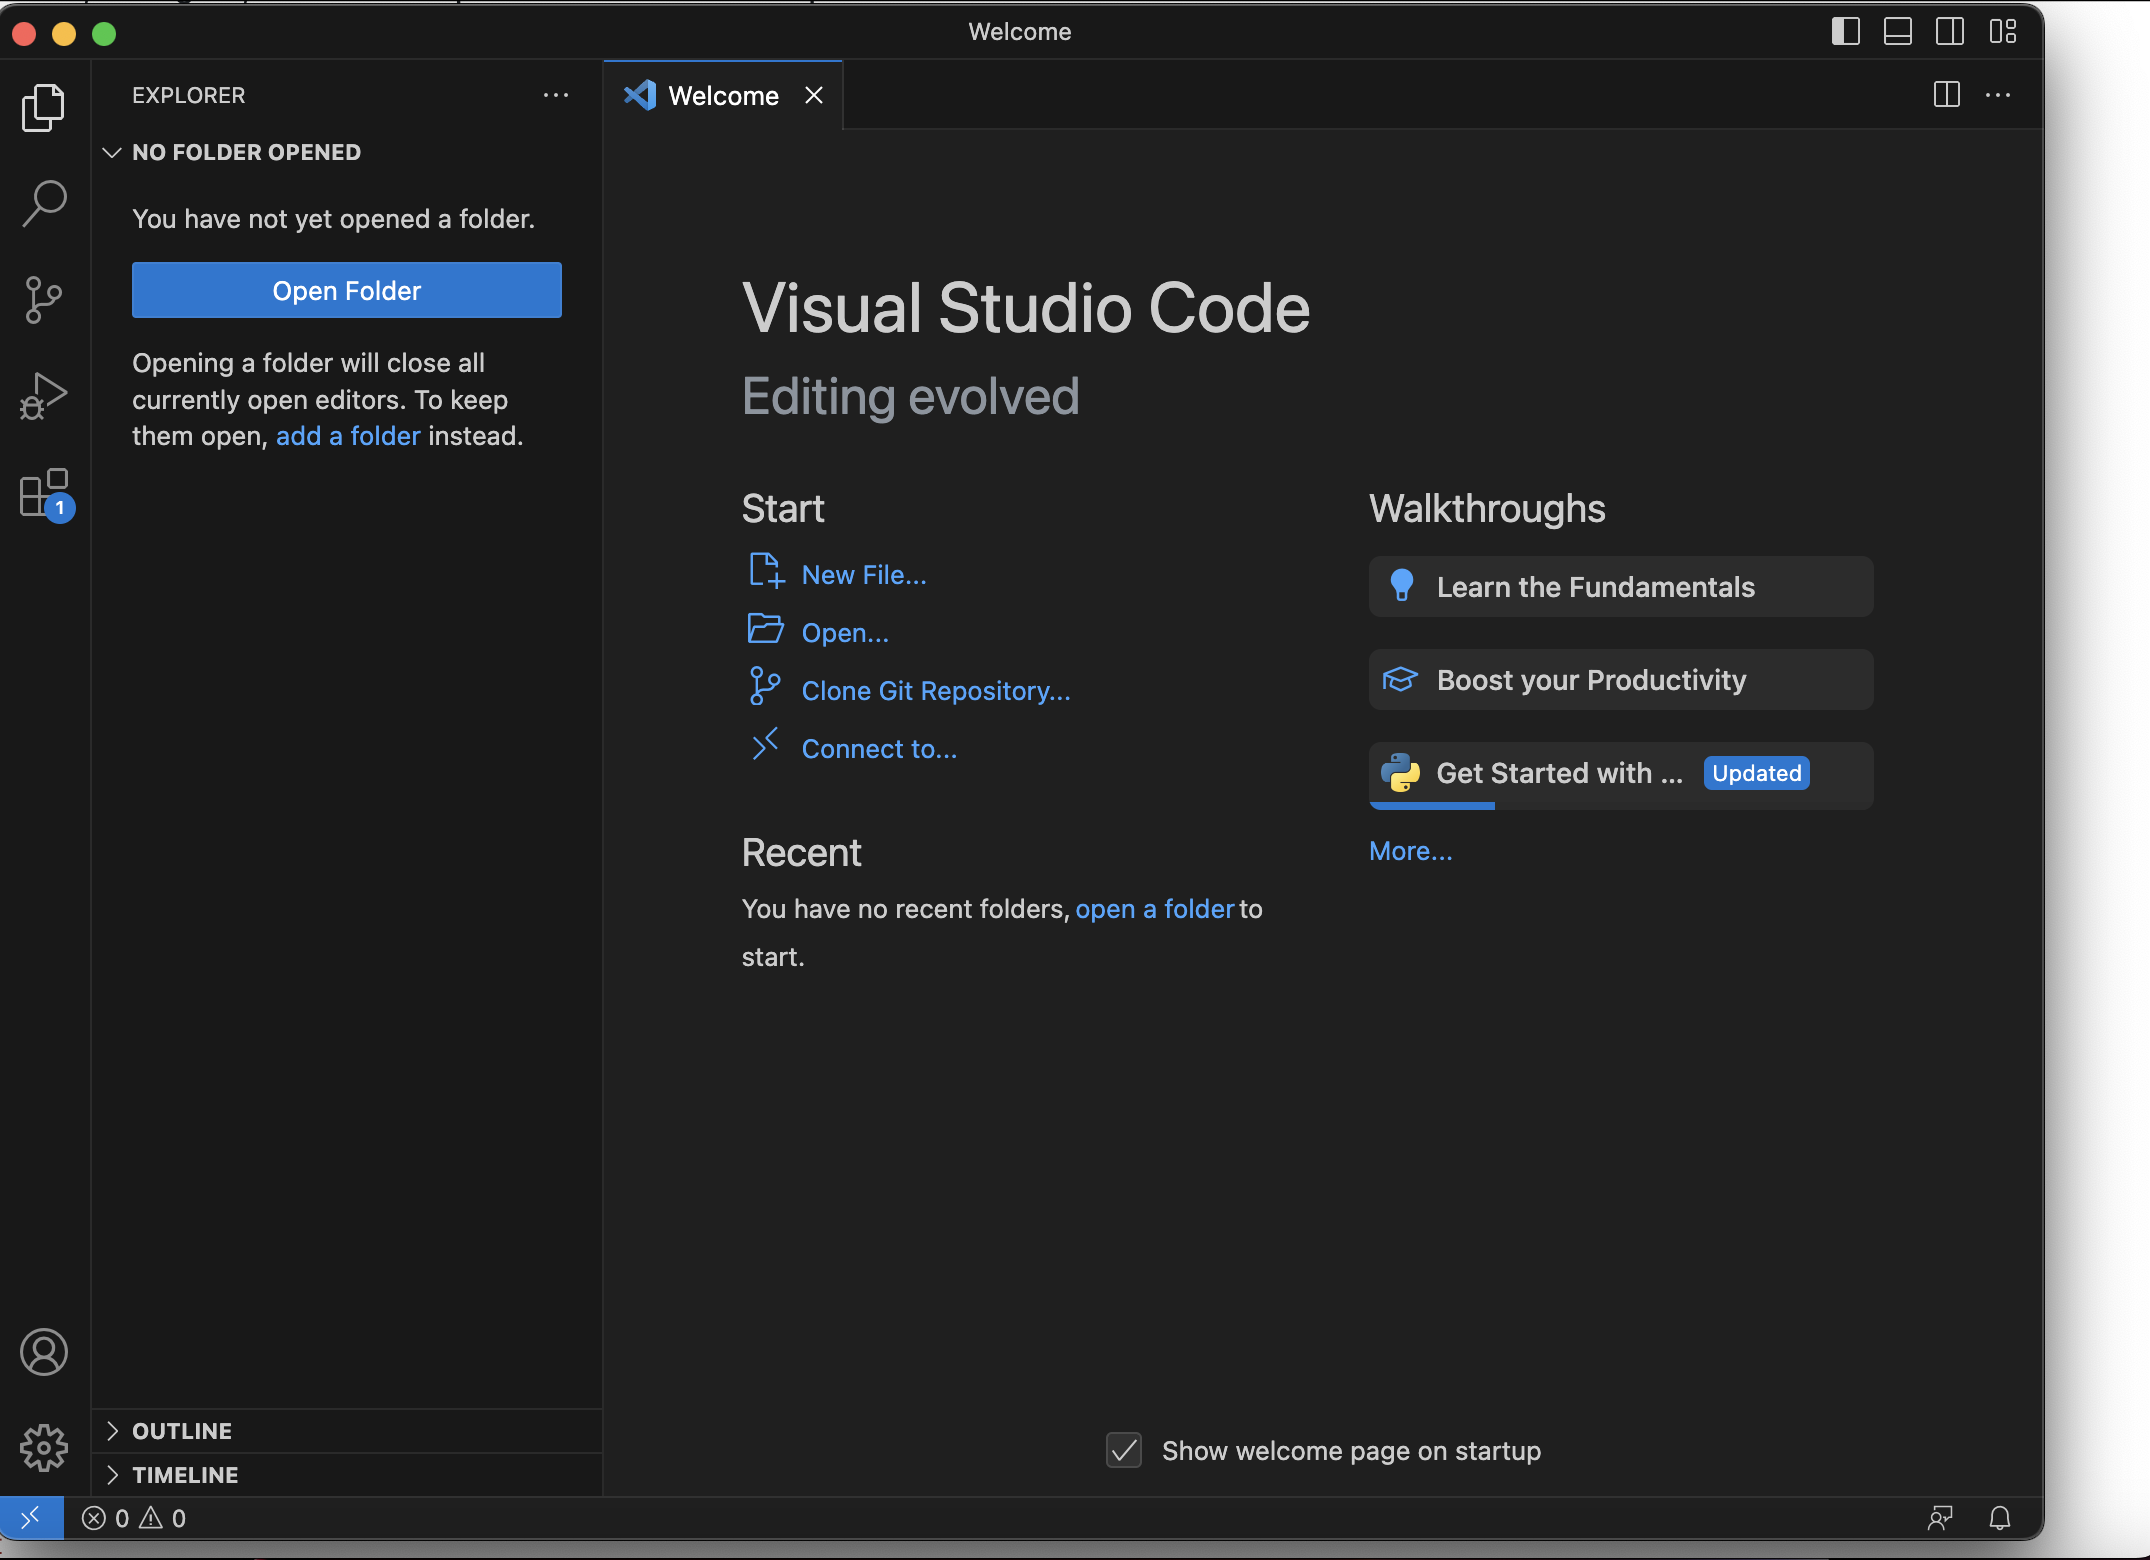 Welcome
EXPLORER
NO FOLDER OPENED
You have not yet opened a folder.
Open Folder
Opening a folder will close all
currently open editors. To keep
them open, add a folder instead.
1
OUTLINE
TIMELINE
Welcome
Visual Studio Code
Editing evolved
Start
New File...
Open...
Clone Git Repository...
Connect to...
Recent
You have no recent folders, open a folder to
start.
Walkthroughs
Learn the Fundamentals
Boost your Productivity
Get Started with ... Updated
More...
Show welcome page on startup
0 0